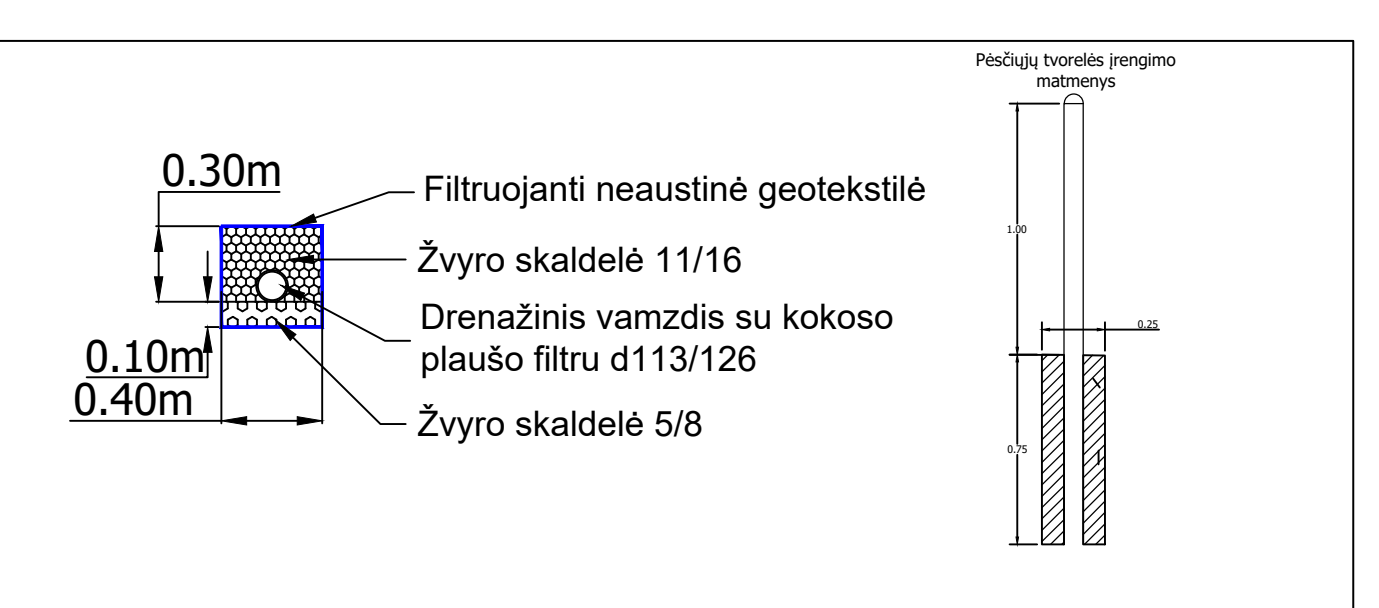 Pėsčiųjų tvorelės įrengimo
matmenys
0.30m
Filtruojanti neaustinė geotekstilė
Žvyro skaldelė 11/16
Drenažinis vamzdis su kokoso
plaušo filtru d113/126
Žvyro skaldelė 5/8
0.10m
0.40m
1.00
0.25
0.75